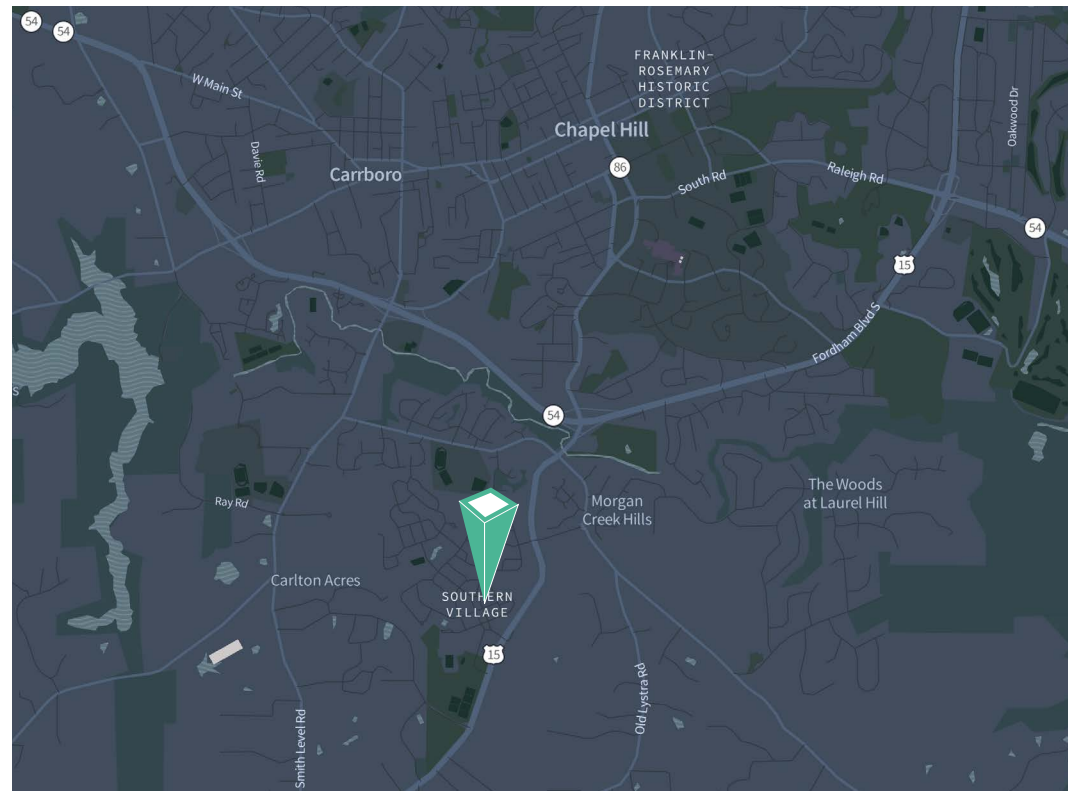 54
54
W Main St
FRANKLIN-
ROSEMARY
HISTORIC
DISTRICT
Oakwood Dr
Chapel Hill
Davie Rd
86
Carrboro
South Rd
Raleigh Rd
54
15
Fordham Blvd S
s
54
The Woods
at Laurel Hill
Ray Rd
Morgan
Creek Hills
Carlton Acres
SOUTHERN
VILLAGE
15
Old Lystra Rd
Smith Level Rd